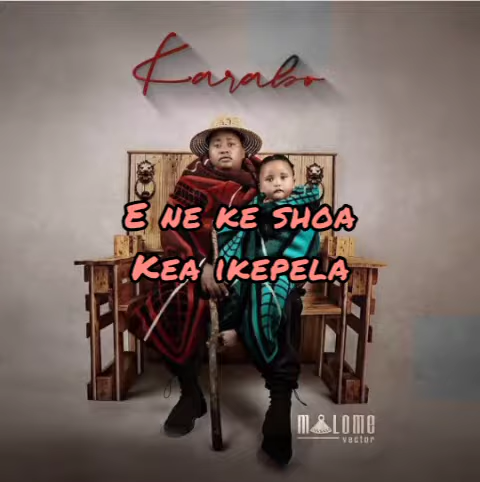 Karabo
E NE KE SHOA
KEA IKEPELA
MALOME
vector